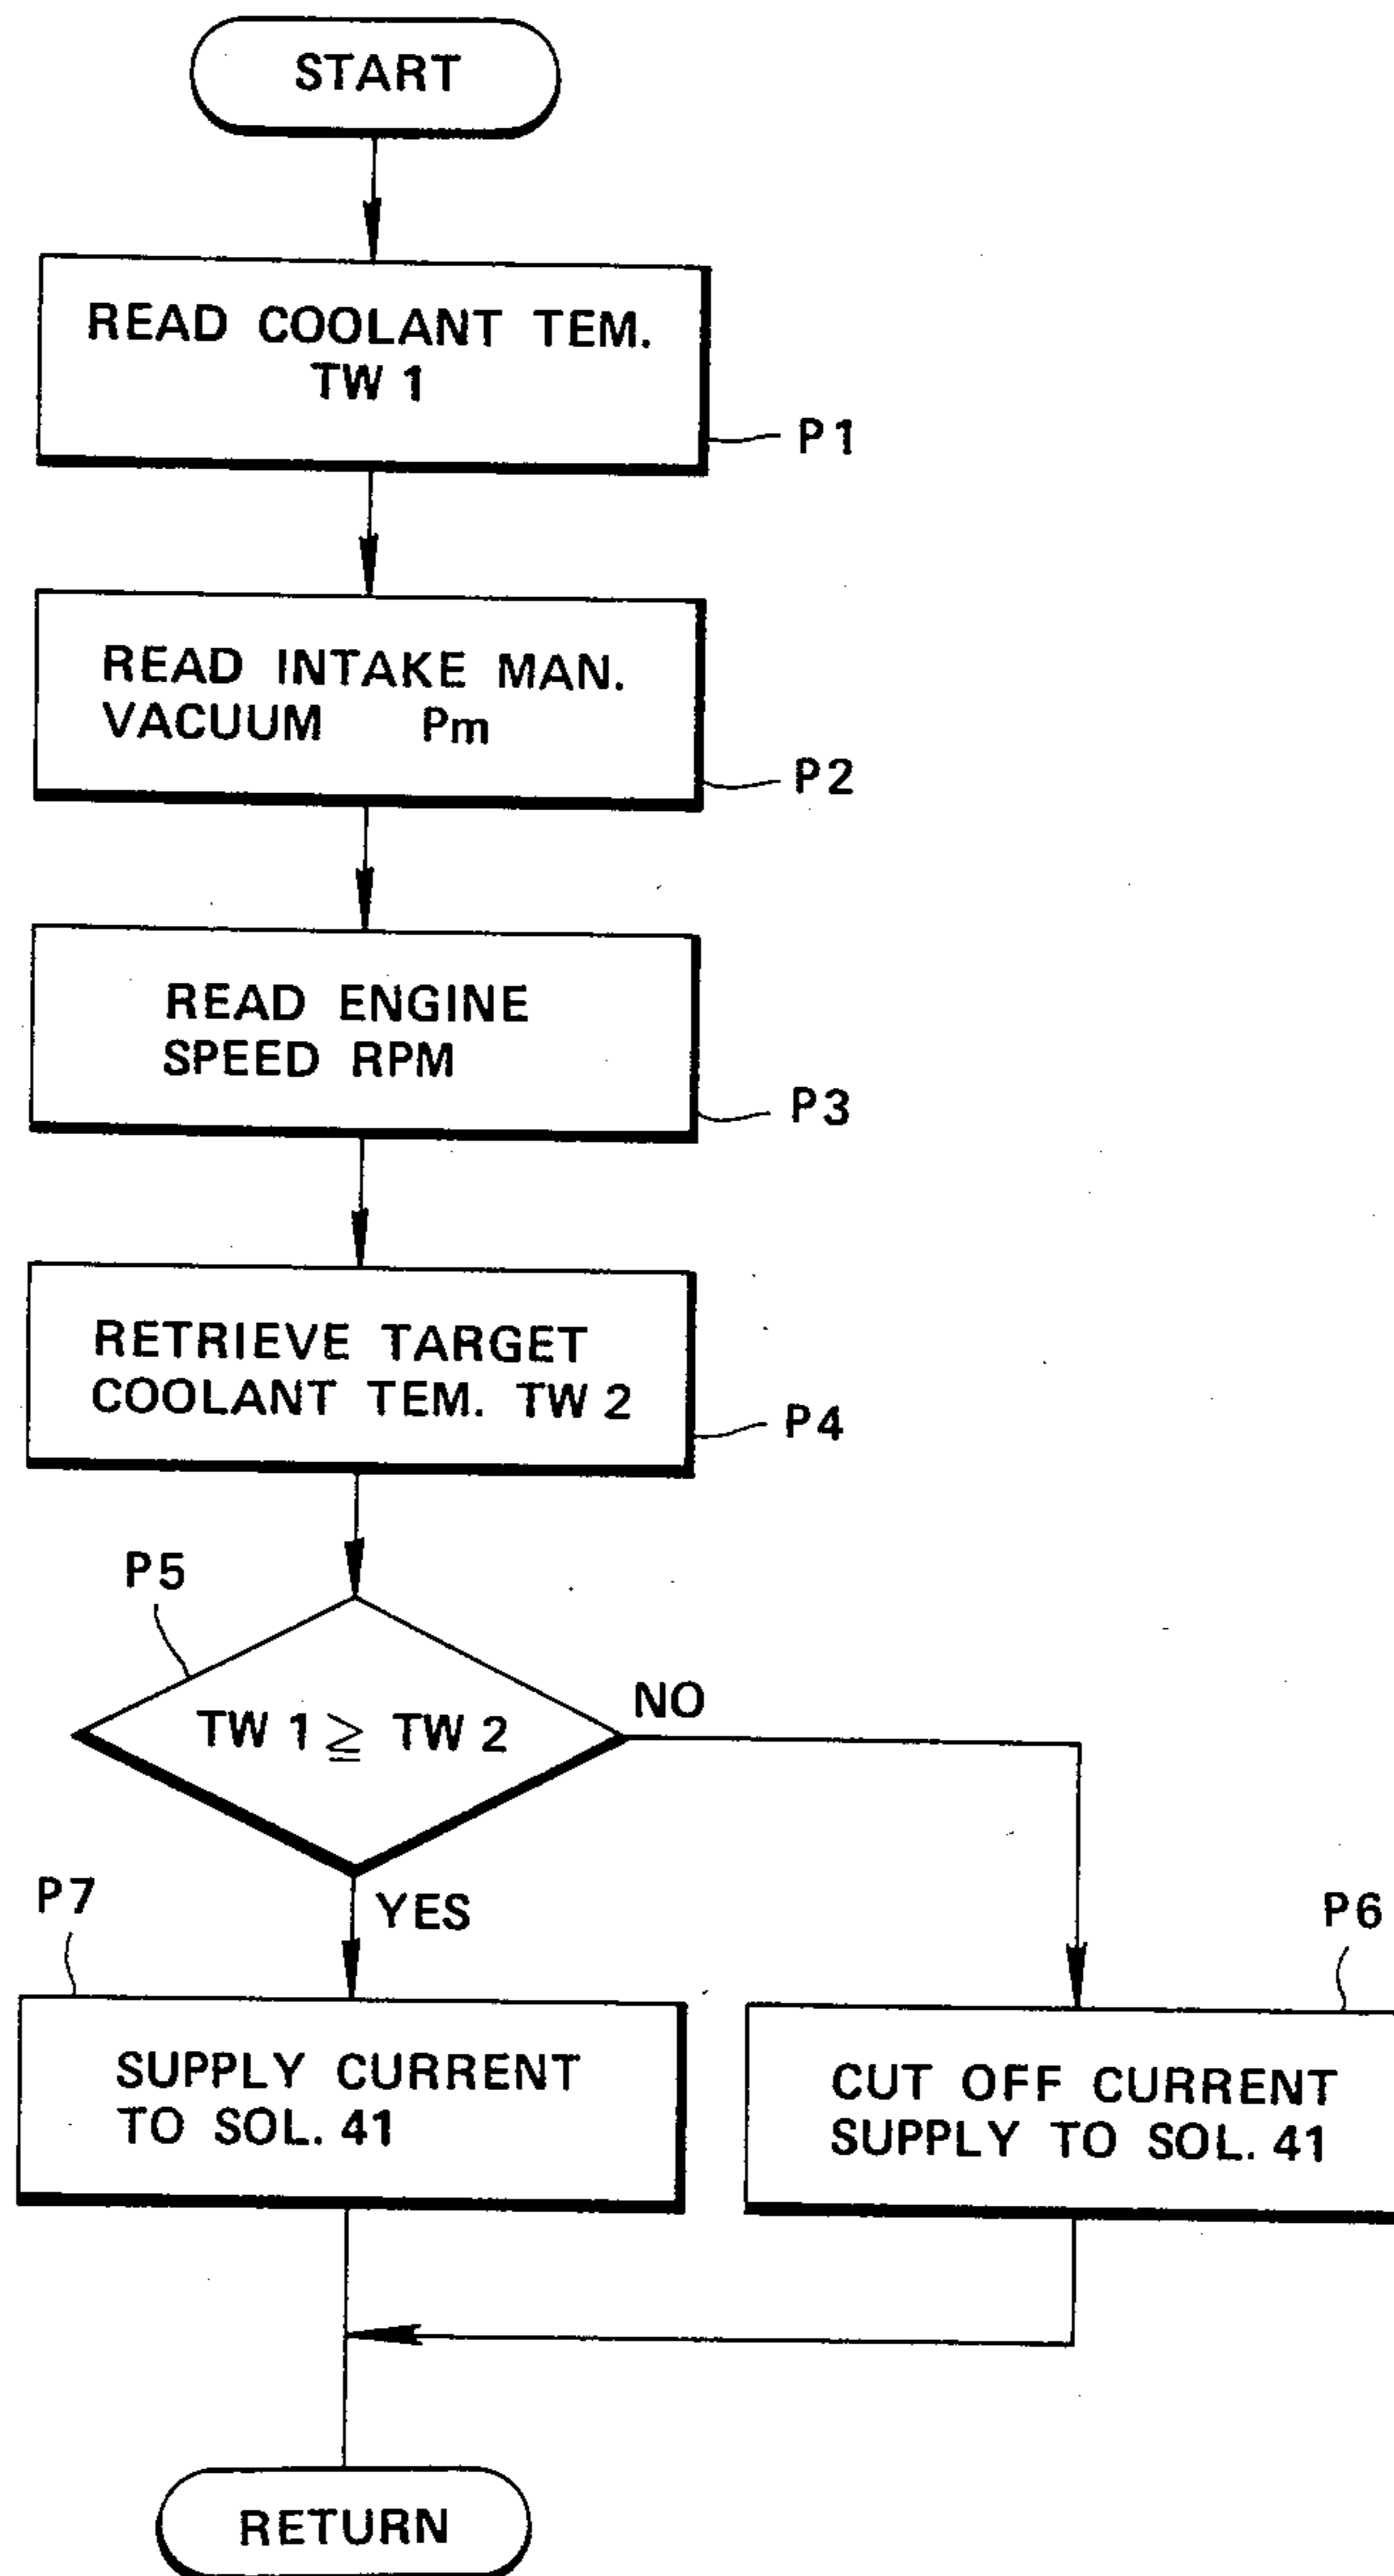 START
READ COOLANT TEM.
TW 1
P1
READ INTAKE MAN.
VACUUM Pm
P2
READ ENGINE
SPEED RPM
P3
RETRIEVE TARGET
COOLANT TEM. TW 2
P4
P5
TW 1 ≧ TW 2
NO
YES
P7
P6
SUPPLY CURRENT
TO SOL. 41
CUT OFF CURRENT
SUPPLY TO SOL. 41
RETURN